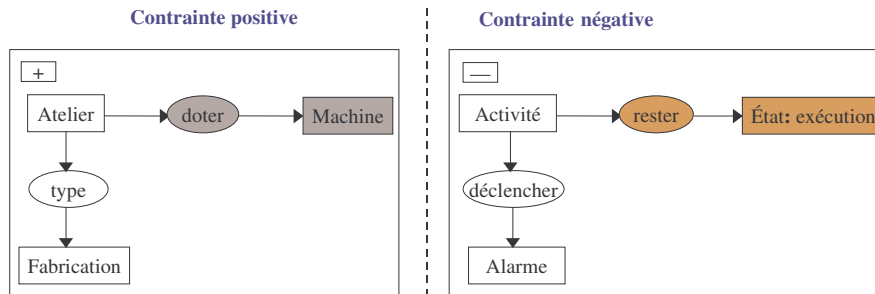 Contrainte positive
+
Atelier
doter
Machine
type
Fabrication
Contrainte négative
—
Activité
rester
État: exécution
déclencher
Alarme